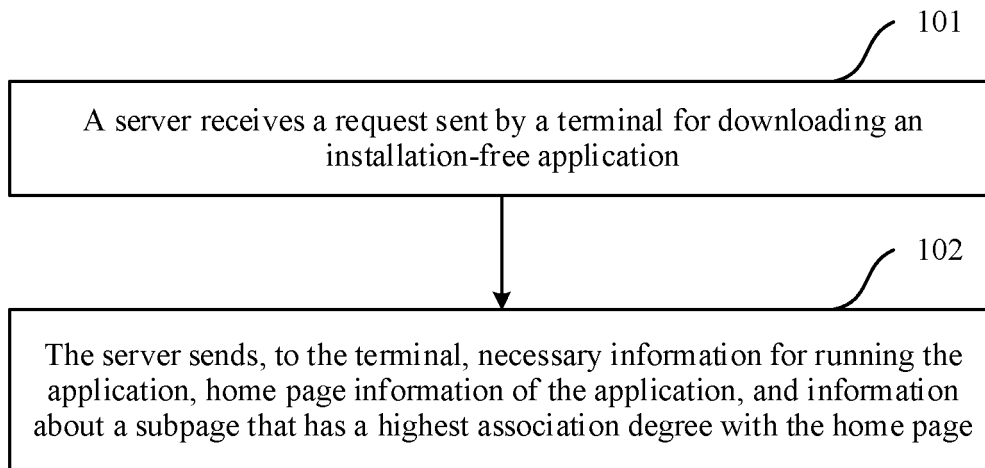 101
A server receives a request sent by a terminal for downloading an
installation-free application
102
The server sends, to the terminal, necessary information for running the
application, home page information of the application, and information
about a subpage that has a highest association degree with the home page